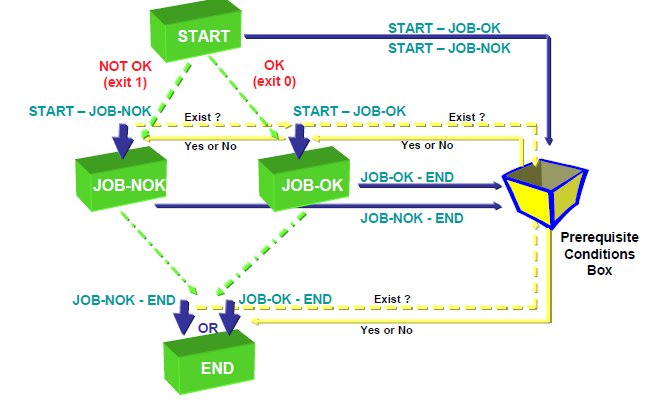 START
START – JOB-OK
START – JOB-NOK
NOT OK
(exit 1)
OK
(exit 0)
START – JOB-NOK
Exist ?
START – JOB-OK
Exist ?
Yes or No
Yes or No
JOB-NOK
JOB-OK
JOB-OK - END
JOB-NOK - END
Prerequisite
Conditions
Box
JOB-NOK - END
JOB-OK - END
Exist ?
OR
Yes or No
END